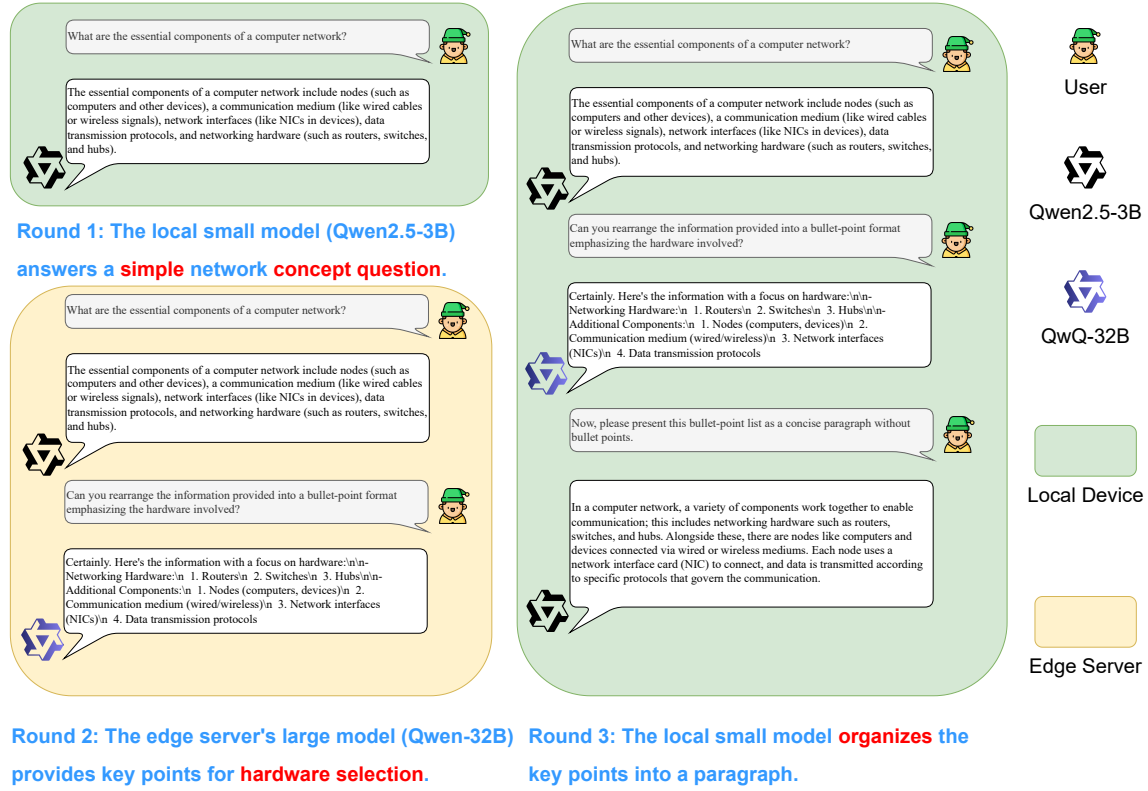 What are the essential components of a computer network?
The essential components of a computer network include nodes (such as
computers and other devices), a communication medium (like wired cables
or wireless signals), network interfaces (like NICs in devices), data
transmission protocols, and networking hardware (such as routers, switches,
and hubs).
Round 1: The local small model (Qwen2.5-3B)
answers a simple network concept question.
What are the essential components of a computer network?
The essential components of a computer network include nodes (such as
computers and other devices), a communication medium (like wired cables
or wireless signals), network interfaces (like NICs in devices), data
transmission protocols, and networking hardware (such as routers, switches,
and hubs).
Can you rearrange the information provided into a bullet-point format
emphasizing the hardware involved?
Certainly. Here's the information with a focus on hardware:\n\n-
Networking Hardware:\n 1. Routers\n 2. Switches\n 3. Hubs\n\n-
Additional Components:\n 1. Nodes (computers, devices)\n 2.
Communication medium (wired/wireless)\n 3. Network interfaces
(NICs)\n 4. Data transmission protocols
Round 2: The edge server's large model (Qwen-32B)
provides key points for hardware selection.
What are the essential components of a computer network?
The essential components of a computer network include nodes (such as
computers and other devices), a communication medium (like wired cables
or wireless signals), network interfaces (like NICs in devices), data
transmission protocols, and networking hardware (such as routers, switches,
and hubs).
Can you rearrange the information provided into a bullet-point format
emphasizing the hardware involved?
Certainly. Here's the information with a focus on hardware:\n\n-
Networking Hardware:\n 1. Routers\n 2. Switches\n 3. Hubs\n\n-
Additional Components:\n 1. Nodes (computers, devices)\n 2.
Communication medium (wired/wireless)\n 3. Network interfaces
(NICs)\n 4. Data transmission protocols
Now, please present this bullet-point list as a concise paragraph without
bullet points.
In a computer network, a variety of components work together to enable
communication; this includes networking hardware such as routers,
switches, and hubs. Alongside these, there are nodes like computers and
devices connected via wired or wireless mediums. Each node uses a
network interface card (NIC) to connect, and data is transmitted according
to specific protocols that govern the communication.
Round 3: The local small model organizes the
key points into a paragraph.
User
Qwen2.5-3B
QwQ-32B
Local Device
Edge Server